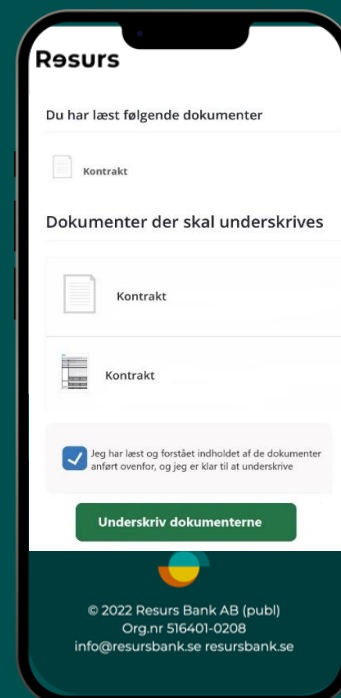 Resurs
Du har læst følgende dokumenter
Kontrakt
Dokumenter der skal underskrives
Kontrakt
Kontrakt
Jeg har læst og forstået indholdet af de dokumenter
anført ovenfor, og jeg er klar til at underskrive
Underskriv dokumenterne
© 2022 Resurs Bank AB (publ)
Org.nr 516401-0208
info@resursbank.se resursbank.se